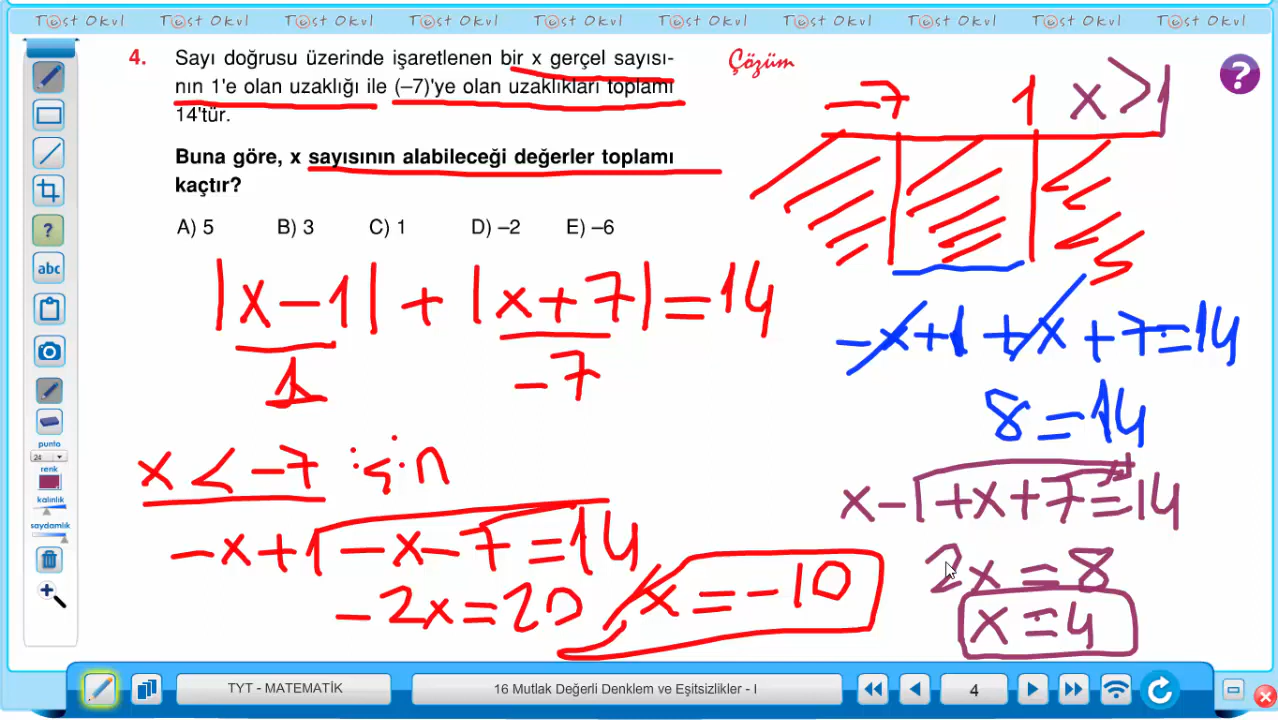 Test Okul Test Okul Test Okul Test Okul Test Okul Test Okul Test Okul Test Okul Test Okul Test Okul
4. Sayı doğrusu üzerinde işaretlenen bir x gerçel sayısı-
nın 1'e olan uzaklığı ile (–7)'ye olan uzaklıkları toplamı
14'tür.
Buna göre, x sayısının alabileceği değerler toplamı
kaçtır?
A) 5 B) 3 C) 1 D) –2 E) –6
|x – 1| + |x + 7| = 14
1 –7
x < –7 için
–x + 1 – x – 7 = 14
–2x = 20 x = –10
Çözüm
–7 1 x > 1
–x + 1 + x + 7 = 14
8 = 14
x – 1 + x + 7 = 14
2x = 8
x = 4
?
?
abc
punto
24
renk
kalınlık
saydamlık
TYT - MATEMATİK
16 Mutlak Değerli Denklem ve Eşitsizlikler - I
4